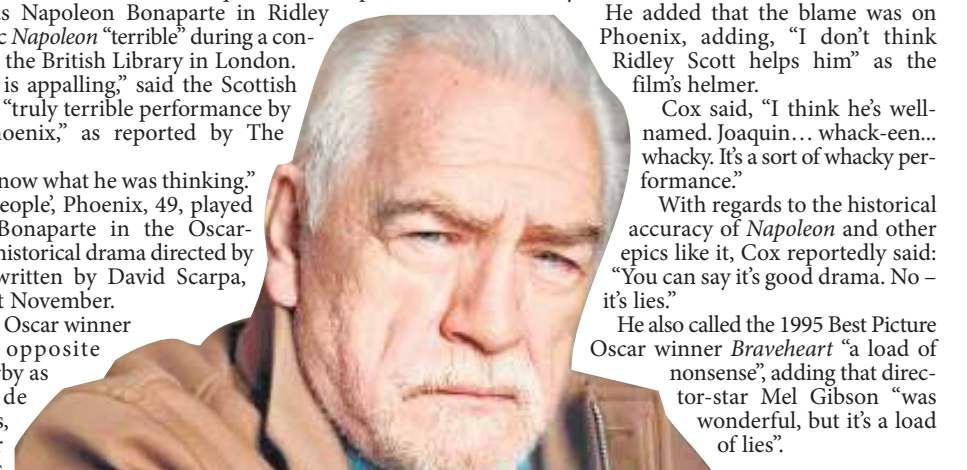 s Napoleon Bonaparte in Ridley
c Napoleon “terrible” during a con-
the British Library in London.
is appalling,” said the Scottish
“truly terrible performance by
hoenix,” as reported by The
now what he was thinking.”
eople’, Phoenix, 49, played
Bonaparte in the Oscar-
historical drama directed by
written by David Scarpa,
t November.
Oscar winner
opposite
by as
de
s,
He added that the blame was on
Phoenix, adding, “I don’t think
Ridley Scott helps him” as the
film’s helmer.
Cox said, “I think he’s well-
named. Joaquin… whack-een...
whacky. It’s a sort of whacky per-
formance.”
With regards to the historical
accuracy of Napoleon and other
epics like it, Cox reportedly said:
“You can say it’s good drama. No –
it’s lies.”
He also called the 1995 Best Picture
Oscar winner Braveheart “a load of
nonsense”, adding that direc-
tor-star Mel Gibson “was
wonderful, but it’s a load
of lies”.